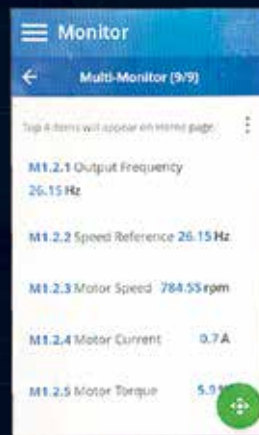 Monitor
Multi-Monitor (9/9)
Top 4 items will appear on Home page.
M1.2.1 Output Frequency
26.15 Hz
M1.2.2 Speed Reference 26.15 Hz
M1.2.3 Motor Speed 784.55 rpm
M1.2.4 Motor Current 0.7 A
M1.2.5 Motor Torque